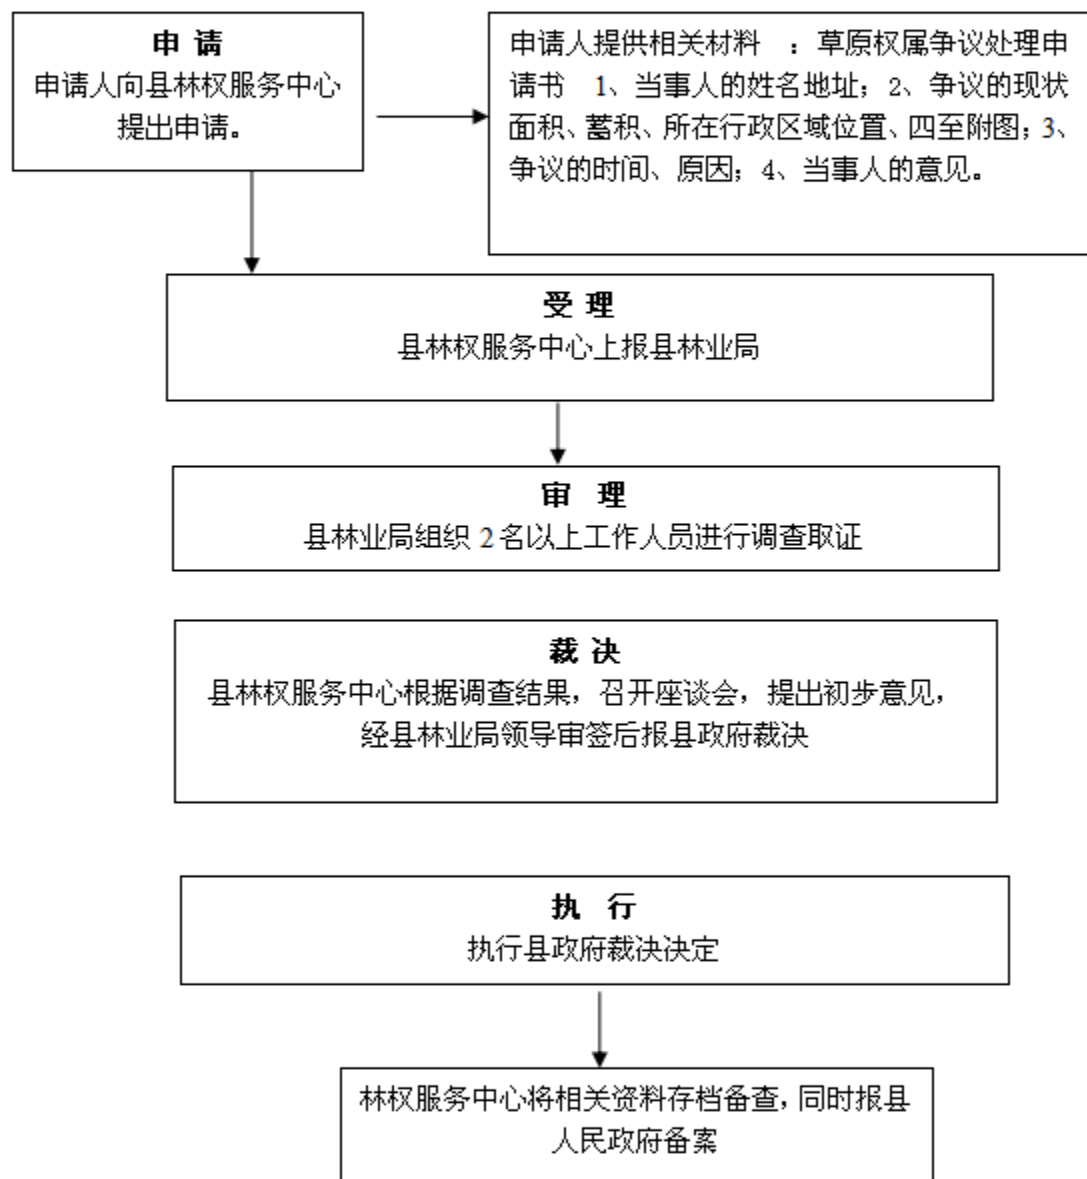 申 请
申请人向县林权服务中心
提出申请。
申请人提供相关材料 ：草原权属争议处理申
请书 1、当事人的姓名地址；2、争议的现状
面积、蓄积、所在行政区域位置、四至附图；3、
争议的时间、原因；4、当事人的意见。
受 理
县林权服务中心上报县林业局
审 理
县林业局组织 2 名以上工作人员进行调查取证
裁 决
县林权服务中心根据调查结果，召开座谈会，提出初步意见，
经县林业局领导审签后报县政府裁决
执 行
执行县政府裁决决定
林权服务中心将相关资料存档备查，同时报县
人民政府备案